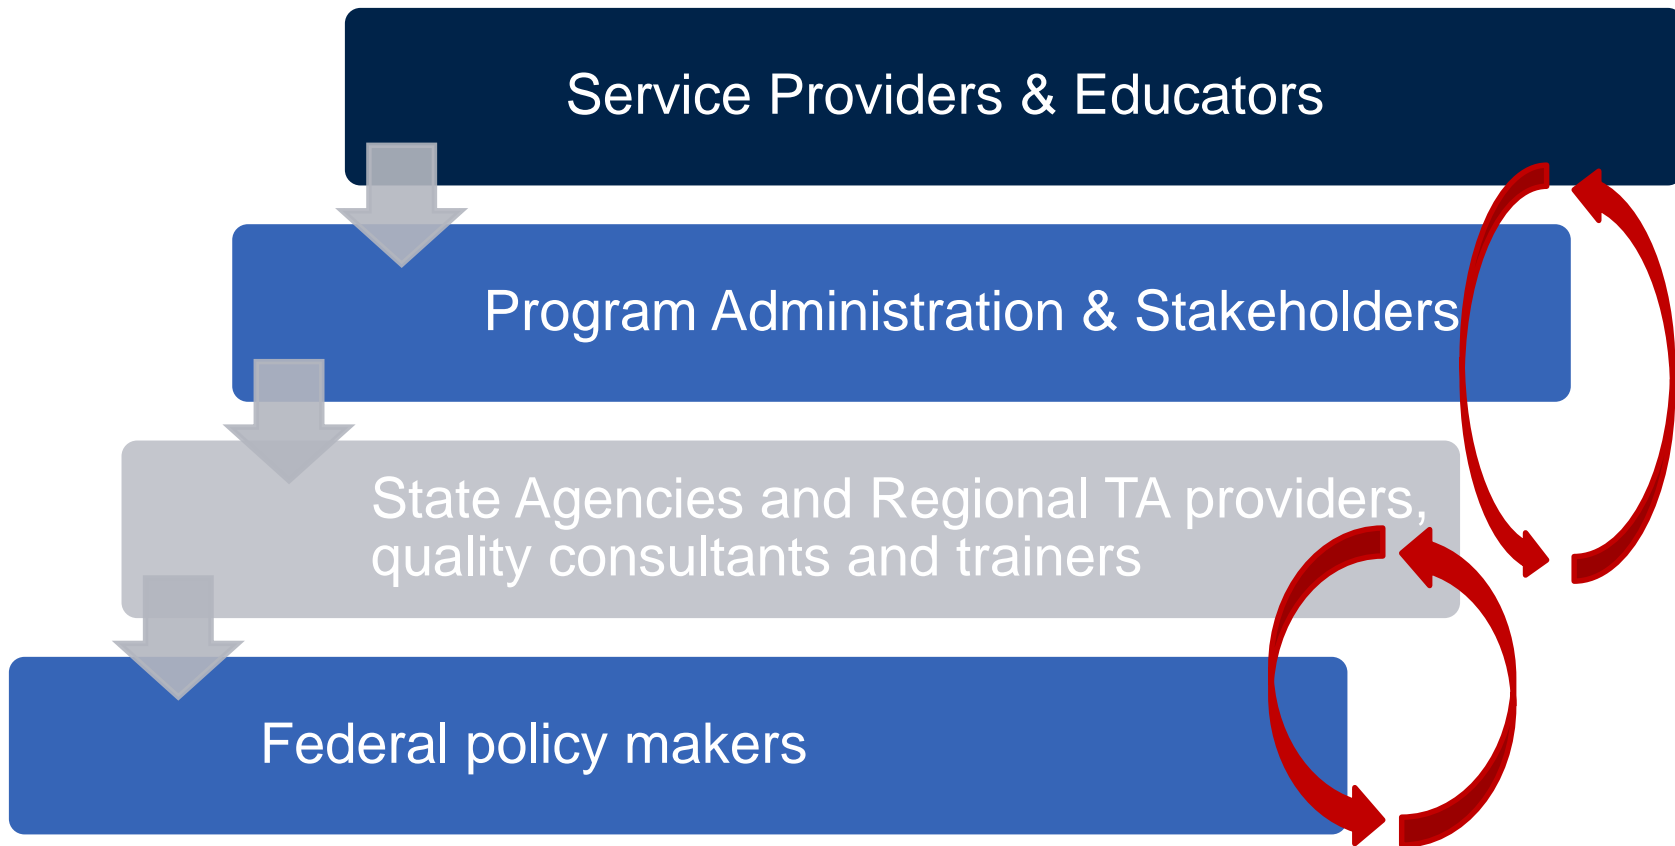 Service Providers & Educators
Program Administration & Stakeholders
State Agencies and Regional TA providers,
quality consultants and trainers
Federal policy makers